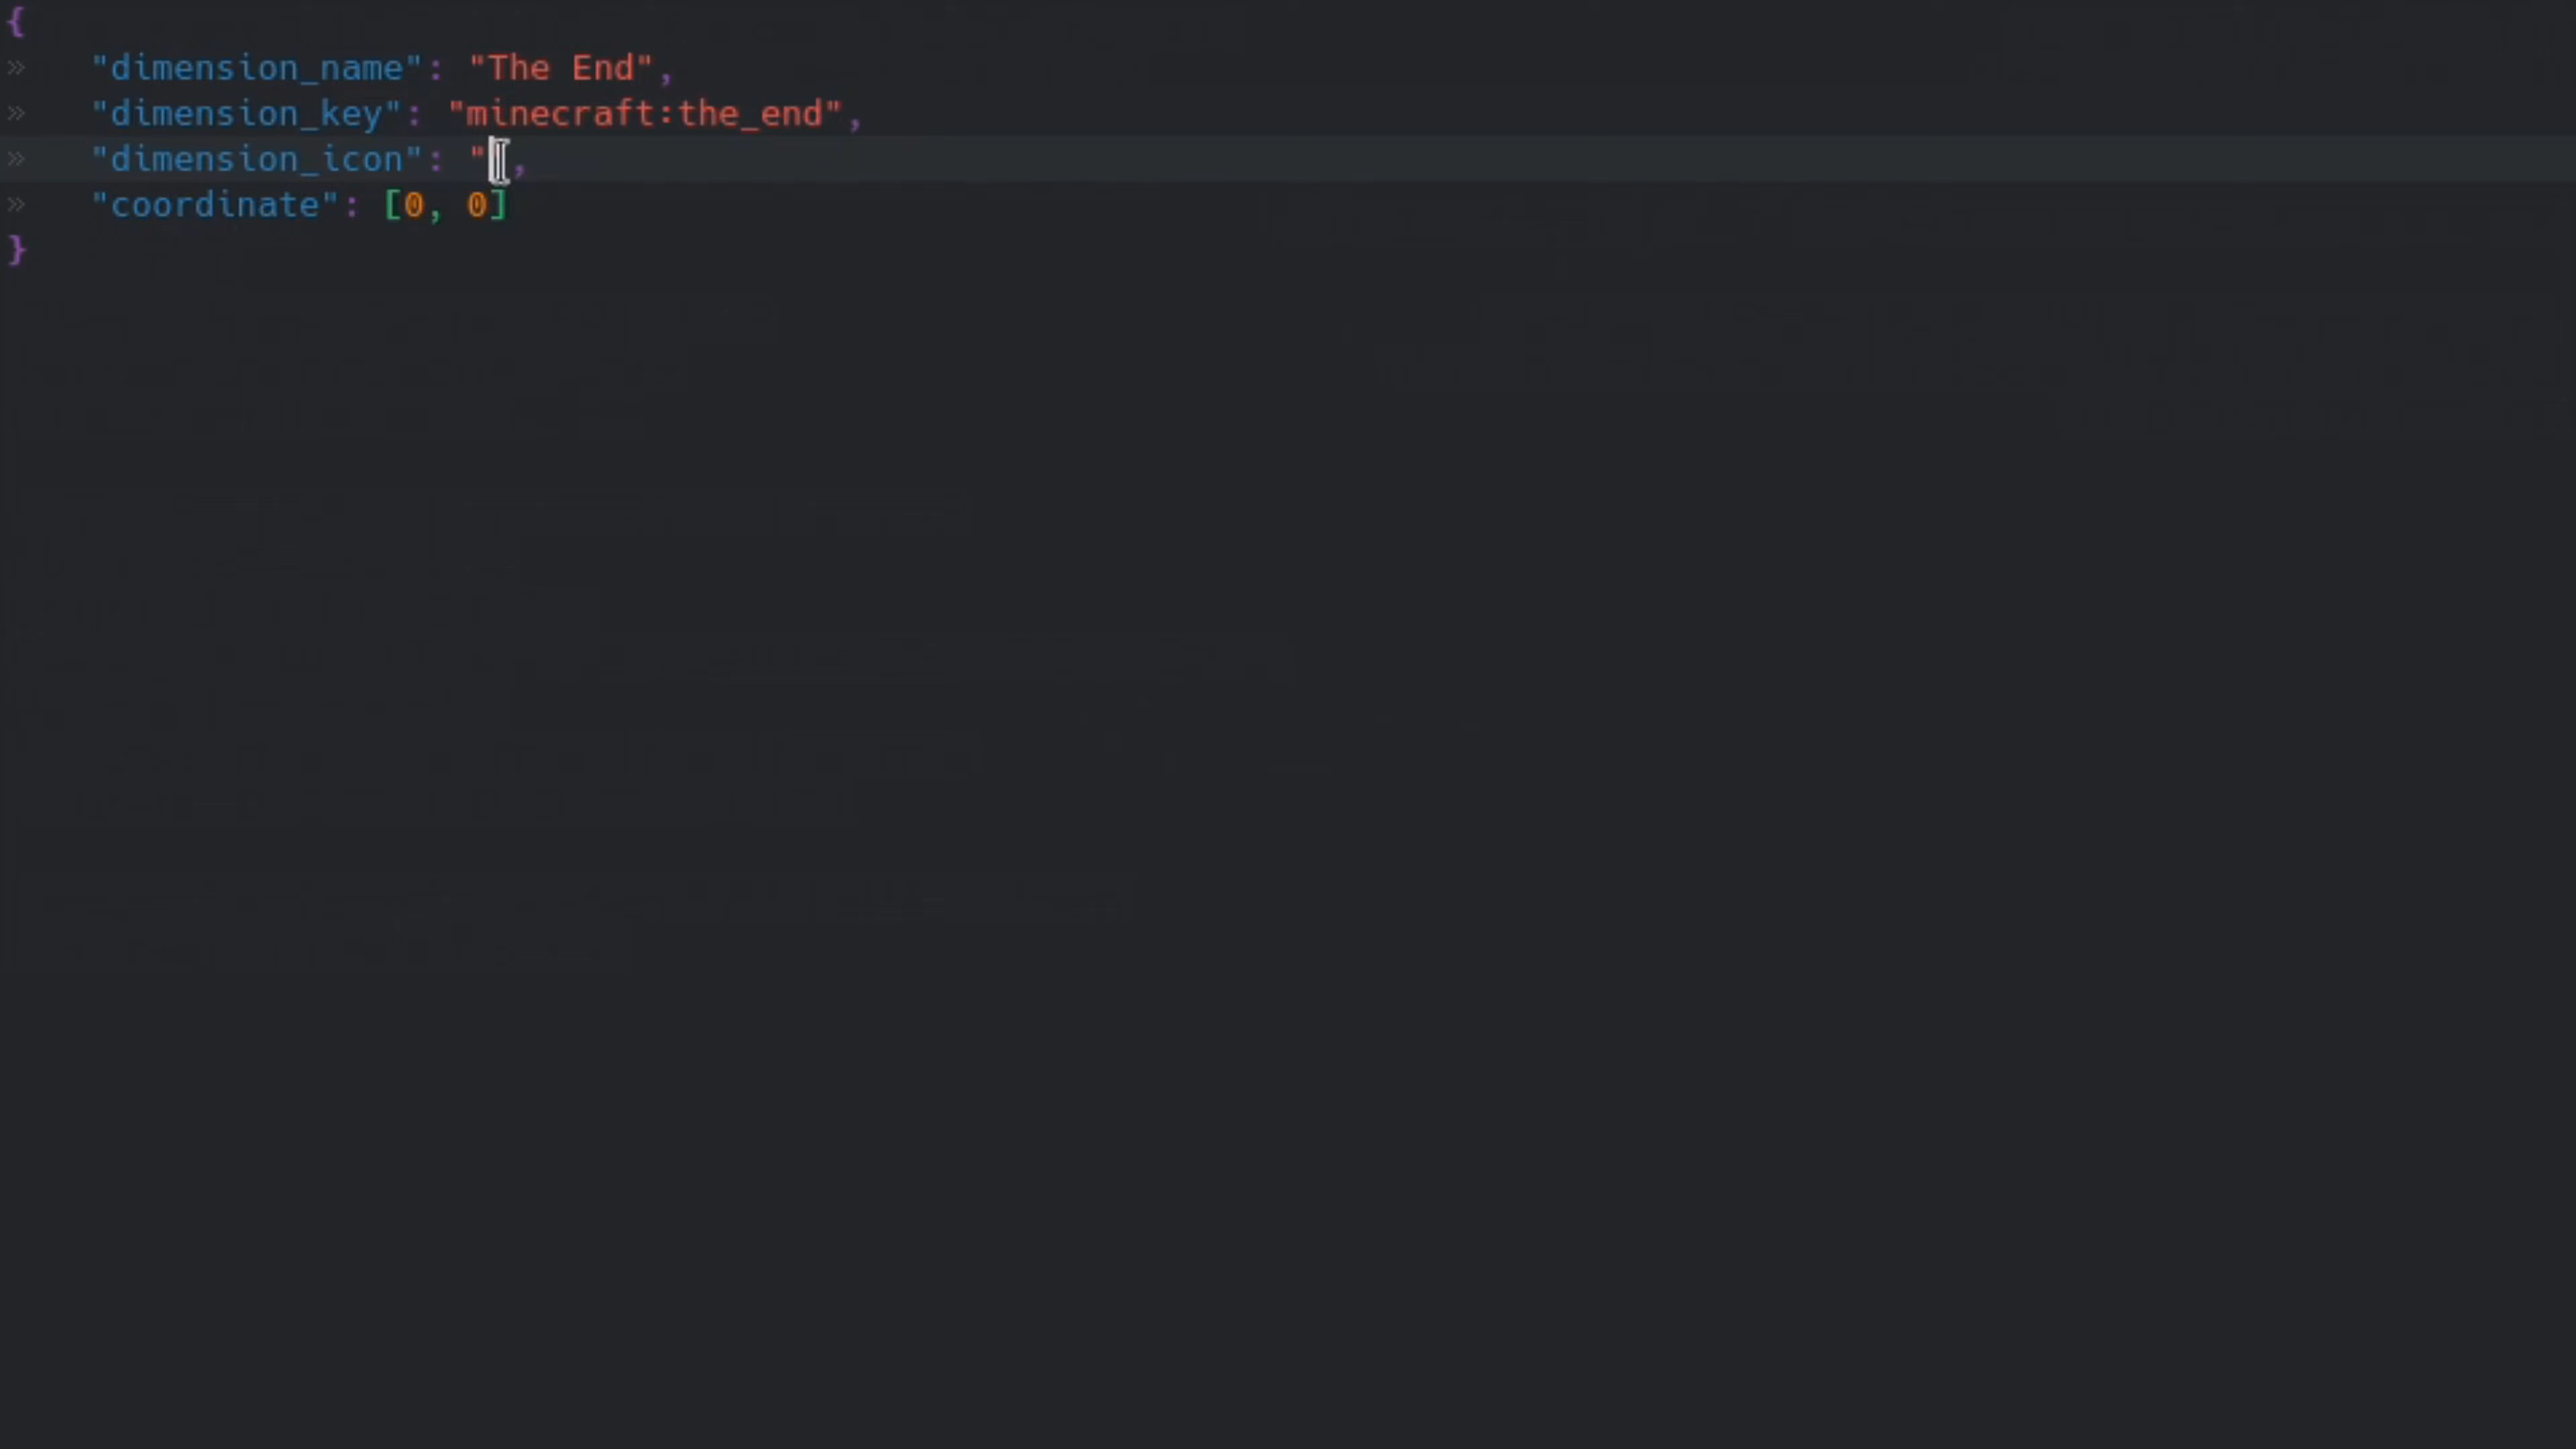 {
» "dimension_name": "The End",
» "dimension_key": "minecraft:the_end",
» "dimension_icon": "",
» "coordinate": [0, 0]
}